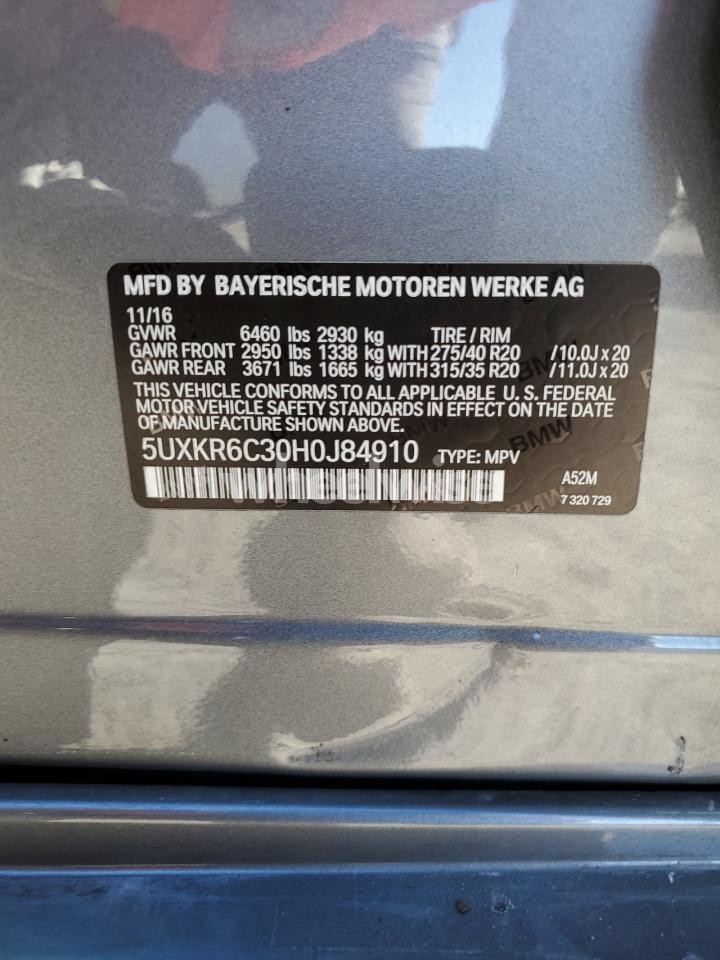 MFD BY BAYERISCHE MOTOREN WERKE AG
11/16
GVWR 6460 lbs 2930 kg TIRE / RIM
GAWR FRONT 2950 lbs 1338 kg WITH 275/40 R20 / 10.0J x 20
GAWR REAR 3671 lbs 1665 kg WITH 315/35 R20 / 11.0J x 20
THIS VEHICLE CONFORMS TO ALL APPLICABLE U. S. FEDERAL
MOTOR VEHICLE SAFETY STANDARDS IN EFFECT ON THE DATE
OF MANUFACTURE SHOWN ABOVE.
5UXKR6C30H0J84910 TYPE: MPV
A52M
7 320 729
BMW
BMW
BMW